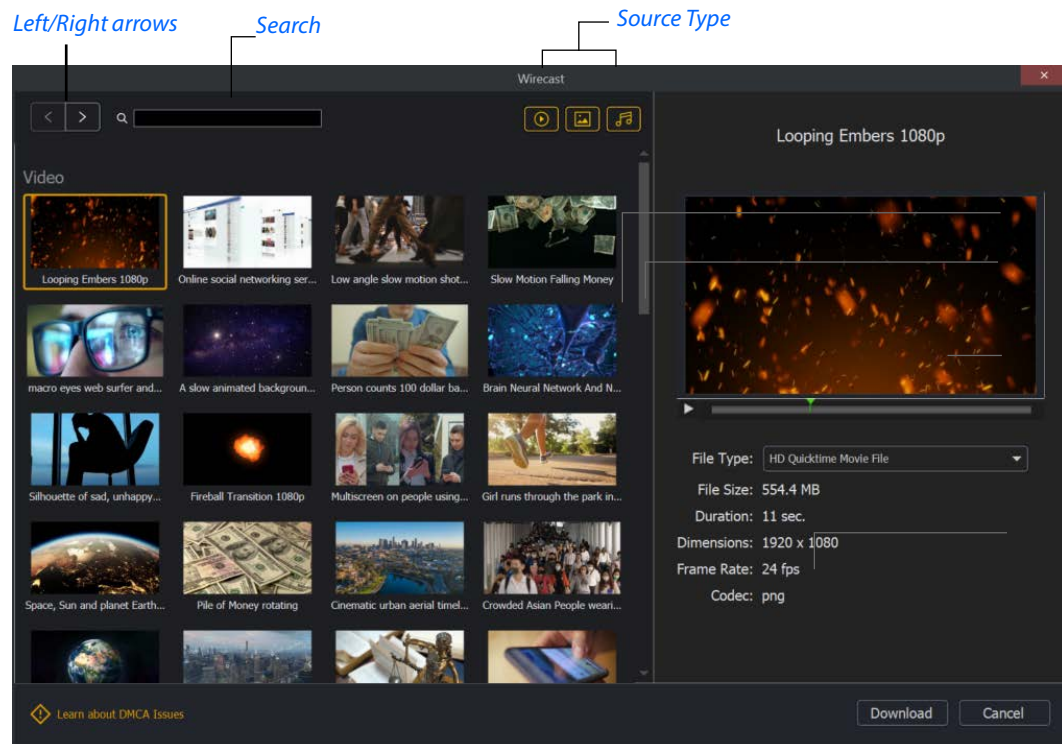 Left/Right arrows
Search
Source Type
Wirecast
Looping Embers 1080p
Video
Looping Embers 1080p
Online social networking ser...
Low angle slow motion shot...
Slow Motion Falling Money
macro eyes web surfer and...
A slow animated backgroun...
Person counts 100 dollar ba...
Brain Neural Network And N...
Silhouette of sad, unhappy...
Fireball Transition 1080p
Multiscreen on people using...
Girl runs through the park in...
Space, Sun and planet Earth...
Pile of Money rotating
Cinematic urban aerial timel...
Crowded Asian People weari...
File Type: HD Quicktime Movie File
File Size: 554.4 MB
Duration: 11 sec.
Dimensions: 1920 x 1080
Frame Rate: 24 fps
Codec: png
Learn about DMCA Issues
Download
Cancel